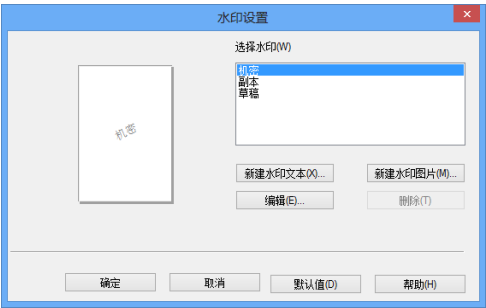 水印设置
选择水印(W)
机密
副本
草稿
机密
新建水印文本(X)...
新建水印图片(M)...
编辑(E)...
删除(T)
确定
取消
默认值(D)
帮助(H)